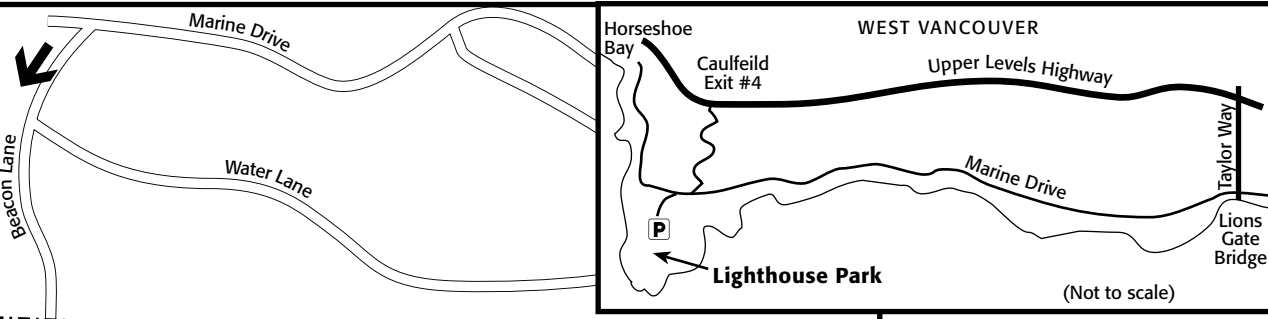 Marine Drive
Beacon Lane
Water Lane
WEST VANCOUVER
Horseshoe
Bay
Caulfeild
Exit #4
Upper Levels Highway
Taylor Way
Marine Drive
P
Lions
Gate
Bridge
Lighthouse Park
(Not to scale)